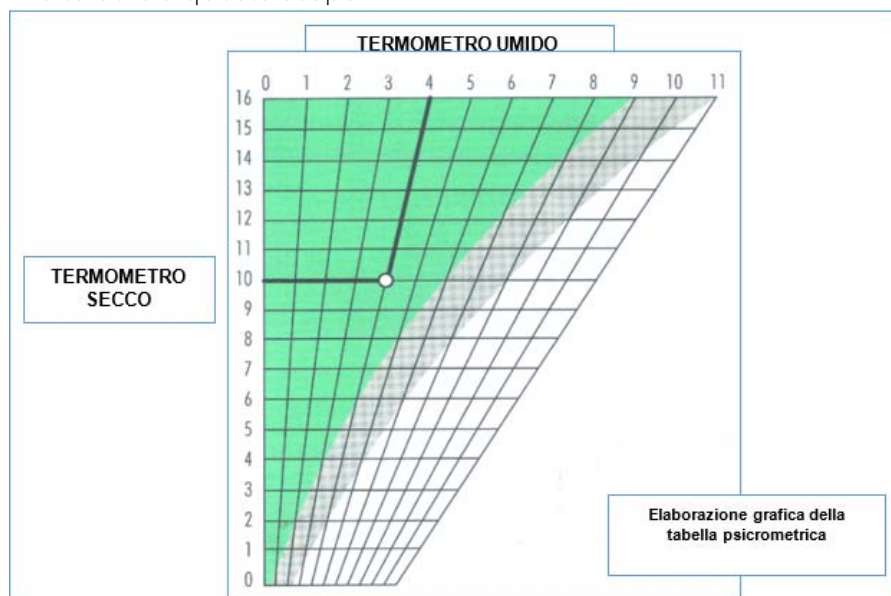 TERMOMETRO UMIDO
0 1 2 3 4 5 6 7 8 9 10 11
16
15
14
13
12
11
10
9
8
7
6
5
4
3
2
1
0
TERMOMETRO
SECCO
Elaborazione grafica della
tabella psicrometrica